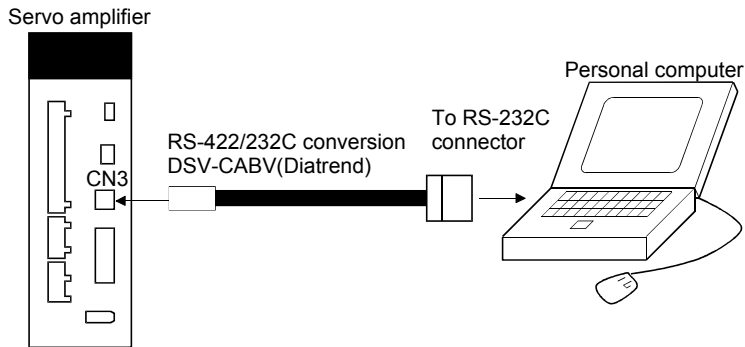 Servo amplifier
Personal computer
To RS-232C
connector
RS-422/232C conversion
DSV-CABV(Diatrend)
CN3